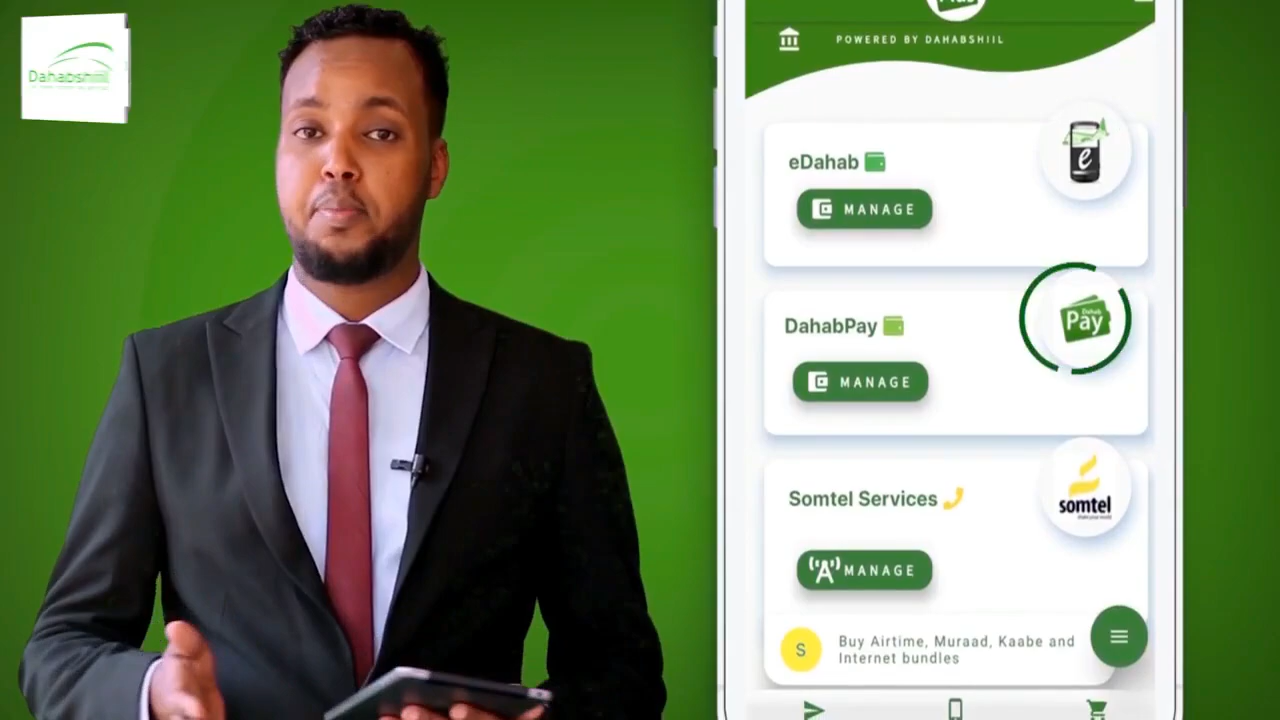 Dahabshiil
POWERED BY DAHABSHIIL
eDahab
e
MANAGE
DahabPay
Dahab
Pay
MANAGE
Somtel Services
somtel
MANAGE
S
Buy Airtime, Muraad, Kaabe and
Internet bundles